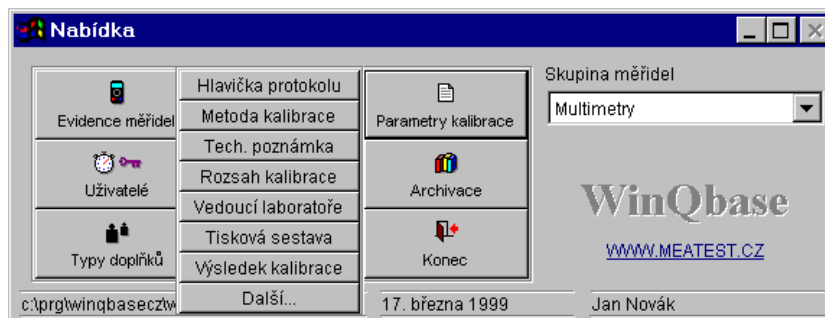 Nabídka
Evidence měřidel
Uživatelé
Typy doplňků
Hlavička protokolu
Metoda kalibrace
Tech. poznámka
Rozsah kalibrace
Vedoucí laboratoře
Tisková sestava
Výsledek kalibrace
Další...
Parametry kalibrace
Archivace
Konec
Skupina měřidel
Multimetry
WinQbase
WWW.MEATEST.CZ
c:\prg\winqbasecz\w
17. března 1999
Jan Novák